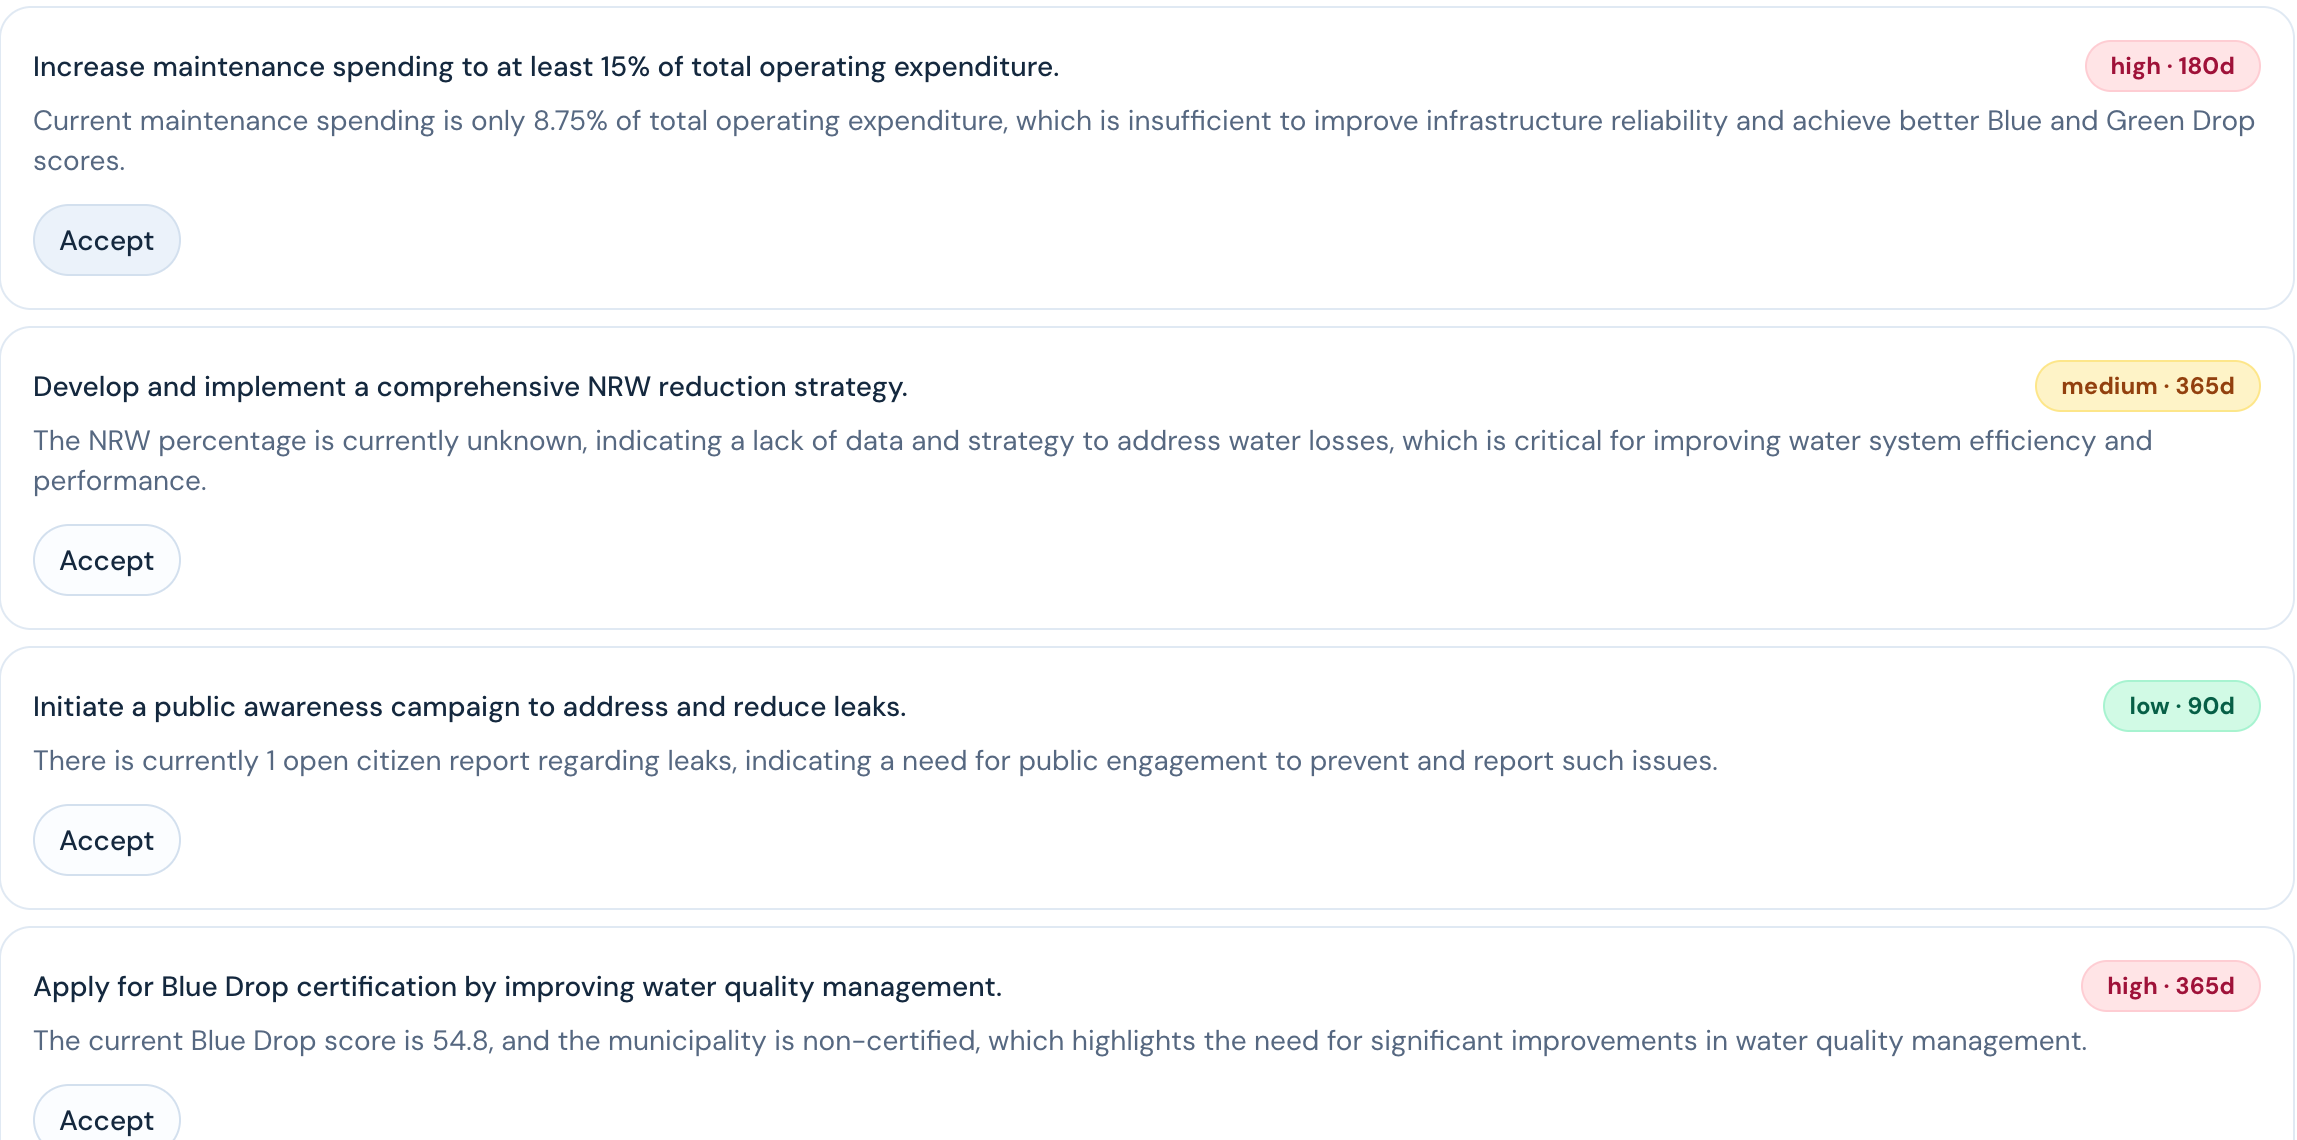 Increase maintenance spending to at least 15% of total operating expenditure.
high · 180d
Current maintenance spending is only 8.75% of total operating expenditure, which is insufficient to improve infrastructure reliability and achieve better Blue and Green Drop
scores.
Accept
Develop and implement a comprehensive NRW reduction strategy.
medium · 365d
The NRW percentage is currently unknown, indicating a lack of data and strategy to address water losses, which is critical for improving water system efficiency and
performance.
Accept
Initiate a public awareness campaign to address and reduce leaks.
low · 90d
There is currently 1 open citizen report regarding leaks, indicating a need for public engagement to prevent and report such issues.
Accept
Apply for Blue Drop certification by improving water quality management.
high · 365d
The current Blue Drop score is 54.8, and the municipality is non-certified, which highlights the need for significant improvements in water quality management.
Accept